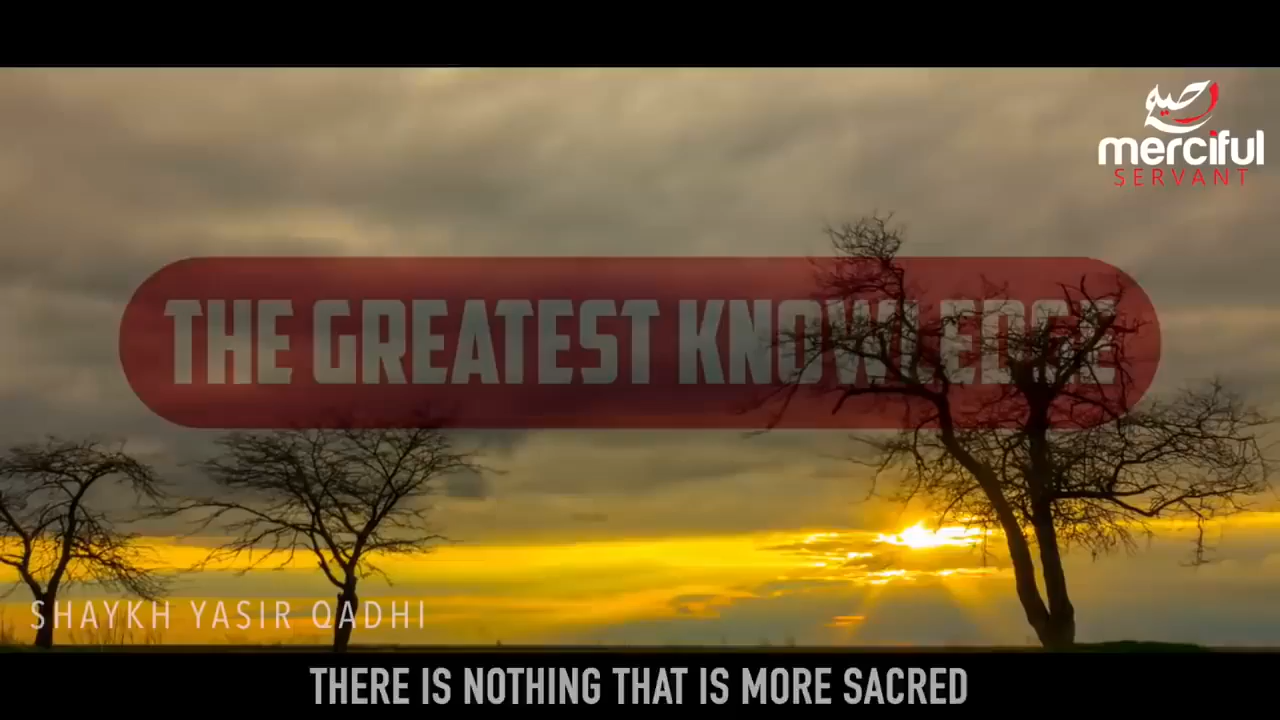 رحيم
merciful
SERVANT
THE GREATEST KNOWLEDGE
SHAYKH YASIR QADHI
THERE IS NOTHING THAT IS MORE SACRED